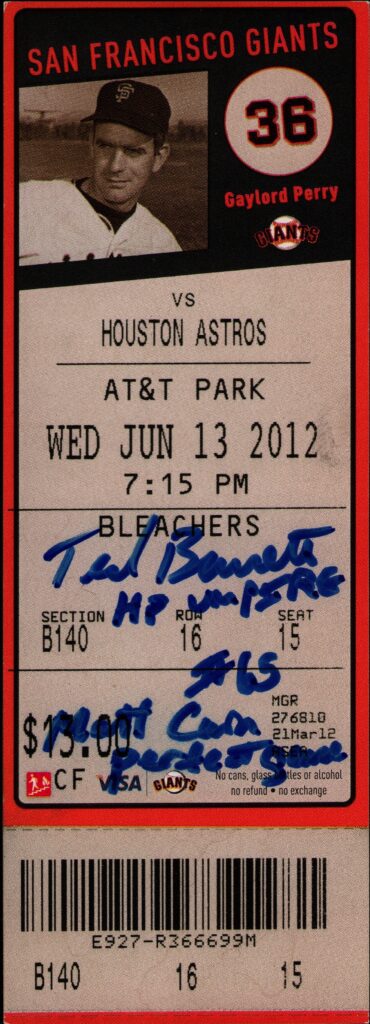 SAN FRANCISCO GIANTS
SF
36
Gaylord Perry
GIANTS
VS
HOUSTON ASTROS
AT&T PARK
WED JUN 13 2012
7:15 PM
BLEACHERS
Ted Barrett
HP UMPIRE
SECTION ROW SEAT
B140 16 15
#65
MGR
276810
21Mar12
$13.00
Matt Cain
perfect game
CF VISA GIANTS
No cans, glass bottles or alcohol
no refund • no exchange
E927-R366699M
B140 16 15